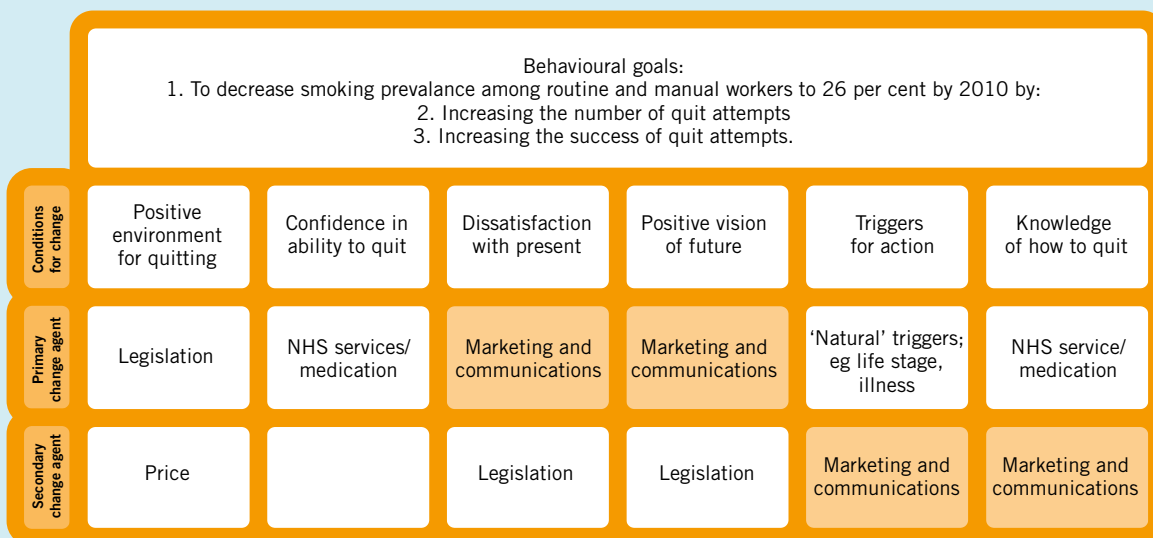 Behavioural goals:
1. To decrease smoking prevalance among routine and manual workers to 26 per cent by 2010 by:
2. Increasing the number of quit attempts
3. Increasing the success of quit attempts.
Conditions
for change
Positive
environment
for quitting
Confidence in
ability to quit
Dissatisfaction
with present
Positive vision
of future
Triggers
for action
Knowledge
of how to quit
Primary
change agent
Legislation
NHS services/
medication
Marketing and
communications
Marketing and
communications
‘Natural’ triggers;
eg life stage,
illness
NHS service/
medication
Secondary
change agent
Price
Legislation
Legislation
Marketing and
communications
Marketing and
communications